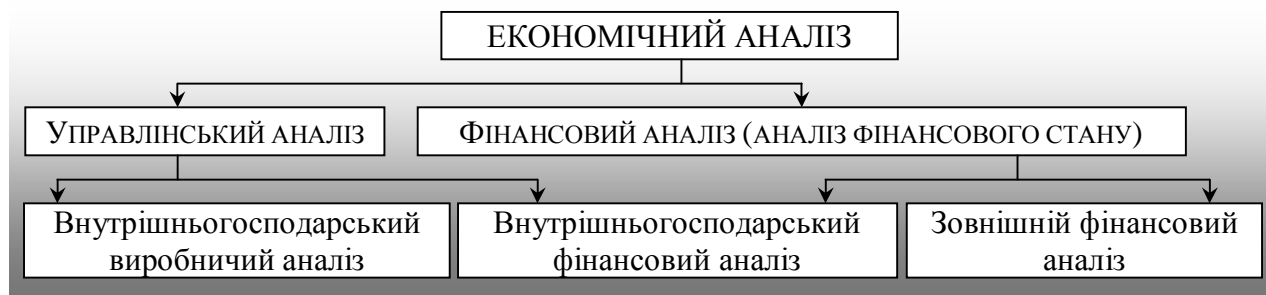 ЕКОНОМІЧНИЙ АНАЛІЗ
УПРАВЛІНСЬКИЙ АНАЛІЗ
ФІНАНСОВИЙ АНАЛІЗ (АНАЛІЗ ФІНАНСОВОГО СТАНУ)
Внутрішньогосподарський
виробничий аналіз
Внутрішньогосподарський
фінансовий аналіз
Зовнішній фінансовий
аналіз